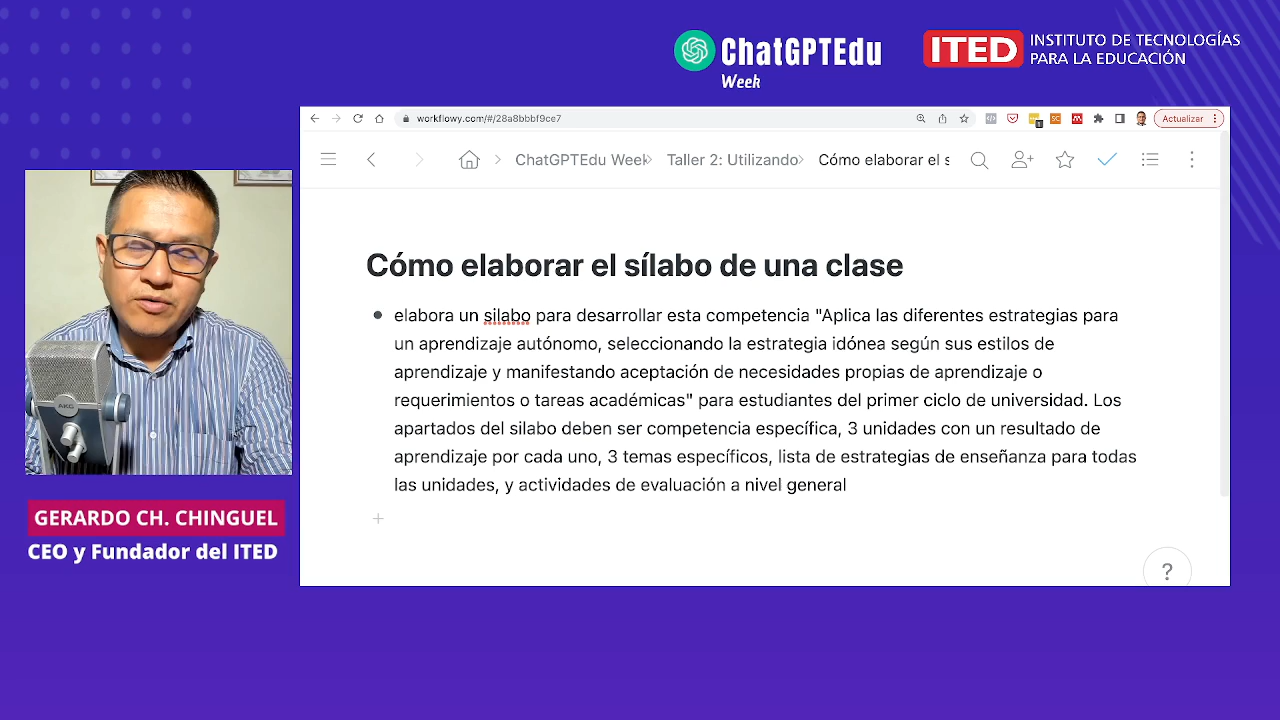 ChatGPTEdu
Week
ITED
INSTITUTO DE TECNOLOGÍAS
PARA LA EDUCACIÓN
workflowy.com/#/28a8bbbf9ce7
Actualizar
ChatGPTEdu Week
Taller 2: Utilizando
Cómo elaborar el s
Cómo elaborar el sílabo de una clase
elabora un silabo para desarrollar esta competencia "Aplica las diferentes estrategias para
un aprendizaje autónomo, seleccionando la estrategia idónea según sus estilos de
aprendizaje y manifestando aceptación de necesidades propias de aprendizaje o
requerimientos o tareas académicas" para estudiantes del primer ciclo de universidad. Los
apartados del silabo deben ser competencia específica, 3 unidades con un resultado de
aprendizaje por cada uno, 3 temas específicos, lista de estrategias de enseñanza para todas
las unidades, y actividades de evaluación a nivel general
?
AKG
GERARDO CH. CHINGUEL
CEO y Fundador del ITED